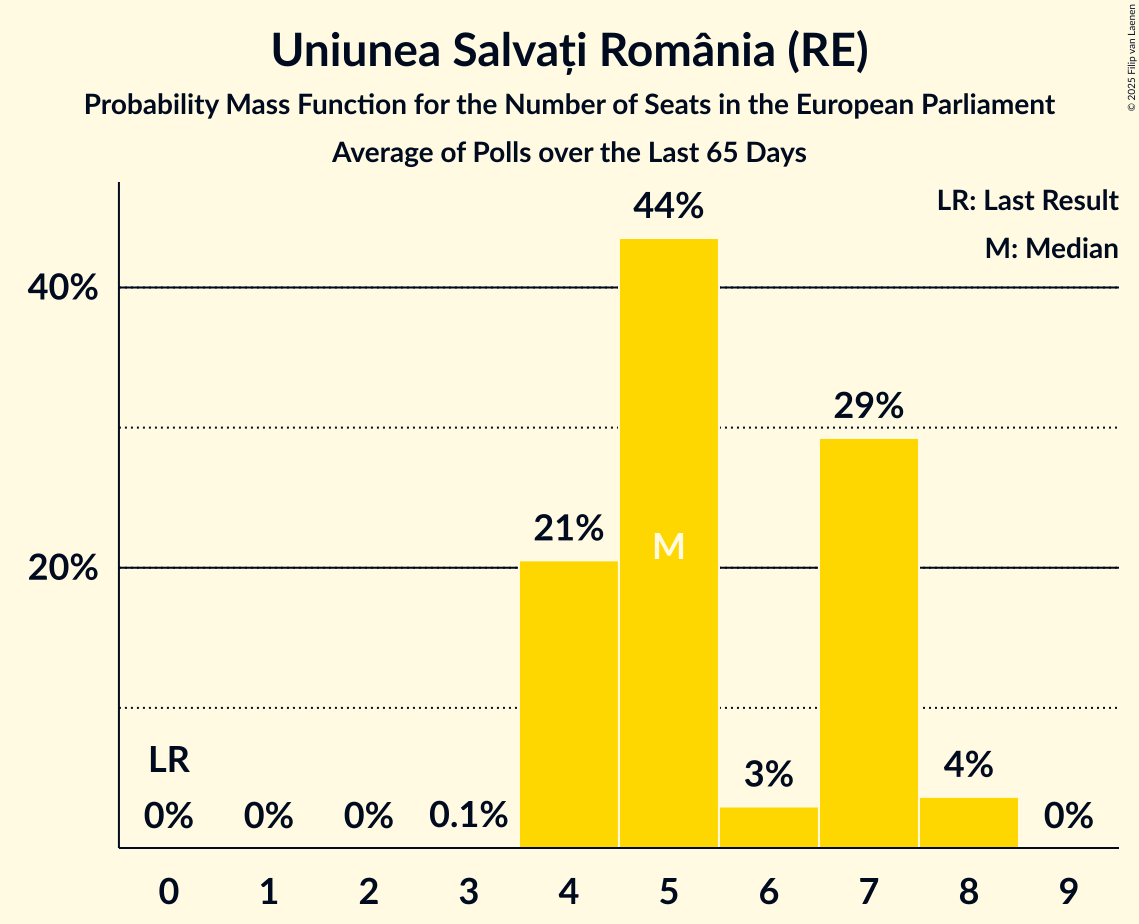 Uniunea Salvați România (RE)
Probability Mass Function for the Number of Seats in the European Parliament
Average of Polls over the Last 65 Days
© 2025 Filip van Laenen
LR: Last Result
M: Median
44%
40%
29%
21%
M
20%
LR
0%
0%
0%
0.1%
3%
4%
0%
0
1
2
3
4
5
6
7
8
9